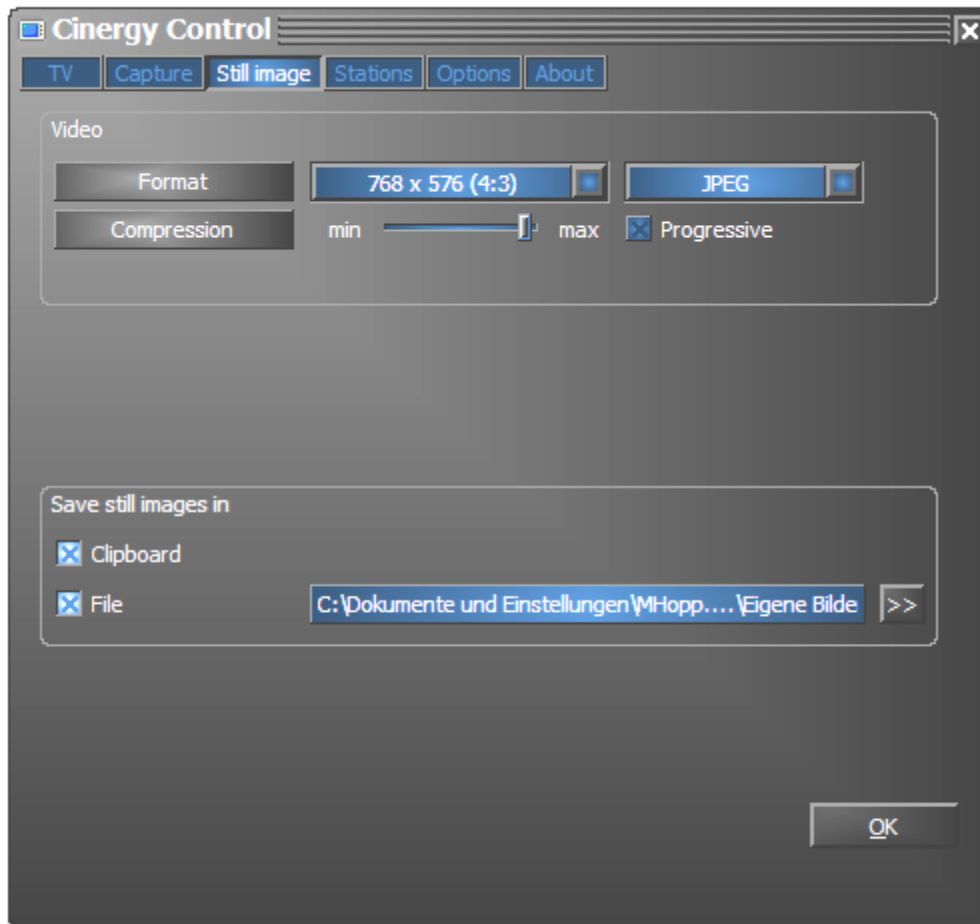 Cinergy Control
TV Capture Still image Stations Options About
Video
Format 768 x 576 (4:3) JPEG
Compression min max Progressive
Save still images in
Clipboard
File C:\Dokumente und Einstellungen\MHopp....\Eigene Bilde >>
OK